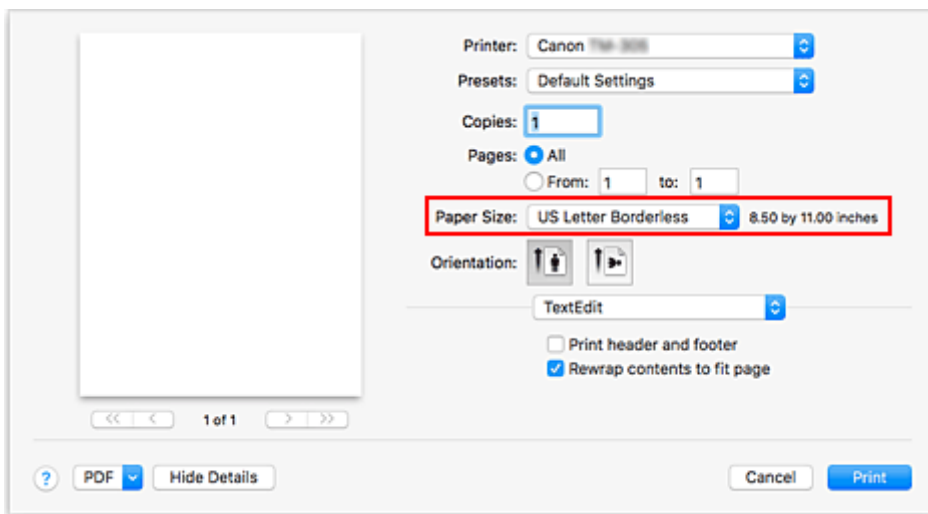 Printer: Canon
Presets: Default Settings
Copies: 1
Pages: All
From: 1 to: 1
Paper Size: US Letter Borderless 8.50 by 11.00 inches
Orientation:
TextEdit
Print header and footer
Rewrap contents to fit page
<< < 1 of 1 > >>
? PDF Hide Details Cancel Print